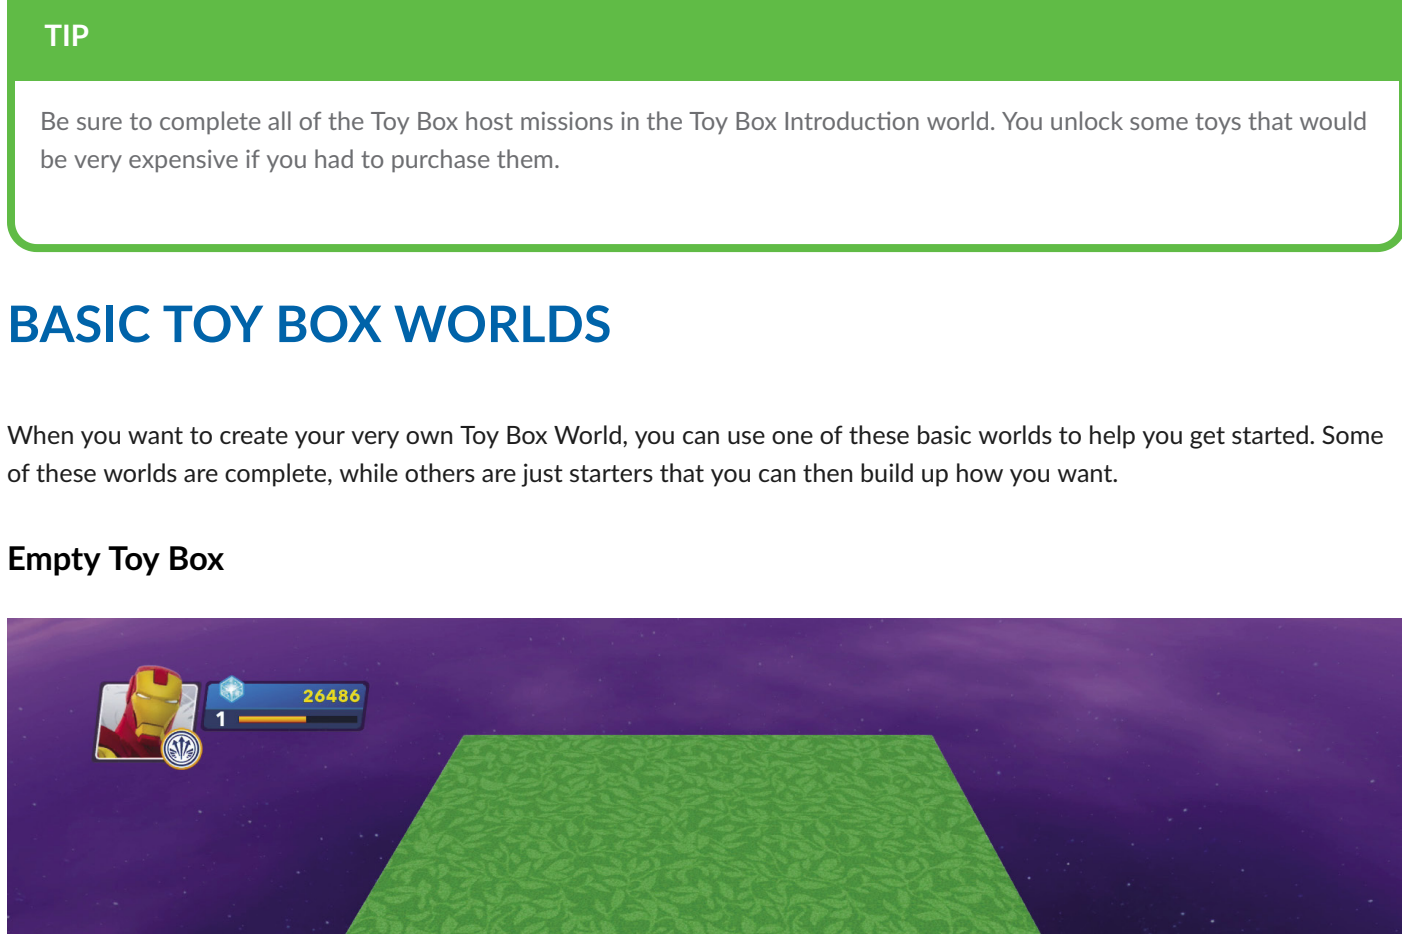 TIP
Be sure to complete all of the Toy Box host missions in the Toy Box Introduction world. You unlock some toys that would
be very expensive if you had to purchase them.
BASIC TOY BOX WORLDS
When you want to create your very own Toy Box World, you can use one of these basic worlds to help you get started. Some
of these worlds are complete, while others are just starters that you can then build up how you want.
Empty Toy Box
26486
1